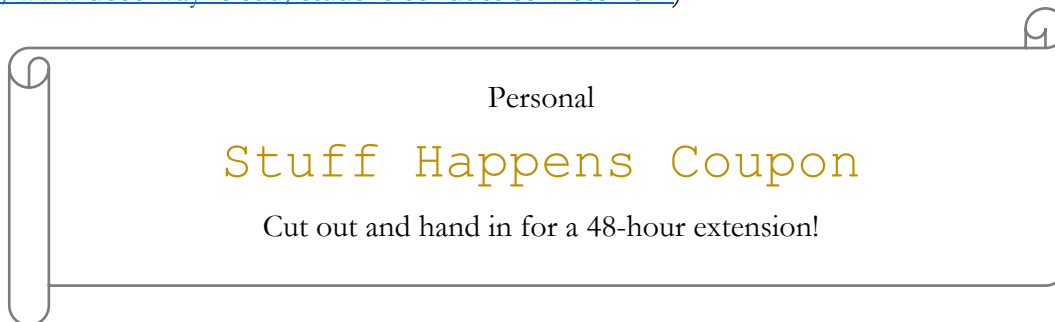 Personal
Stuff Happens Coupon
Cut out and hand in for a 48-hour extension!